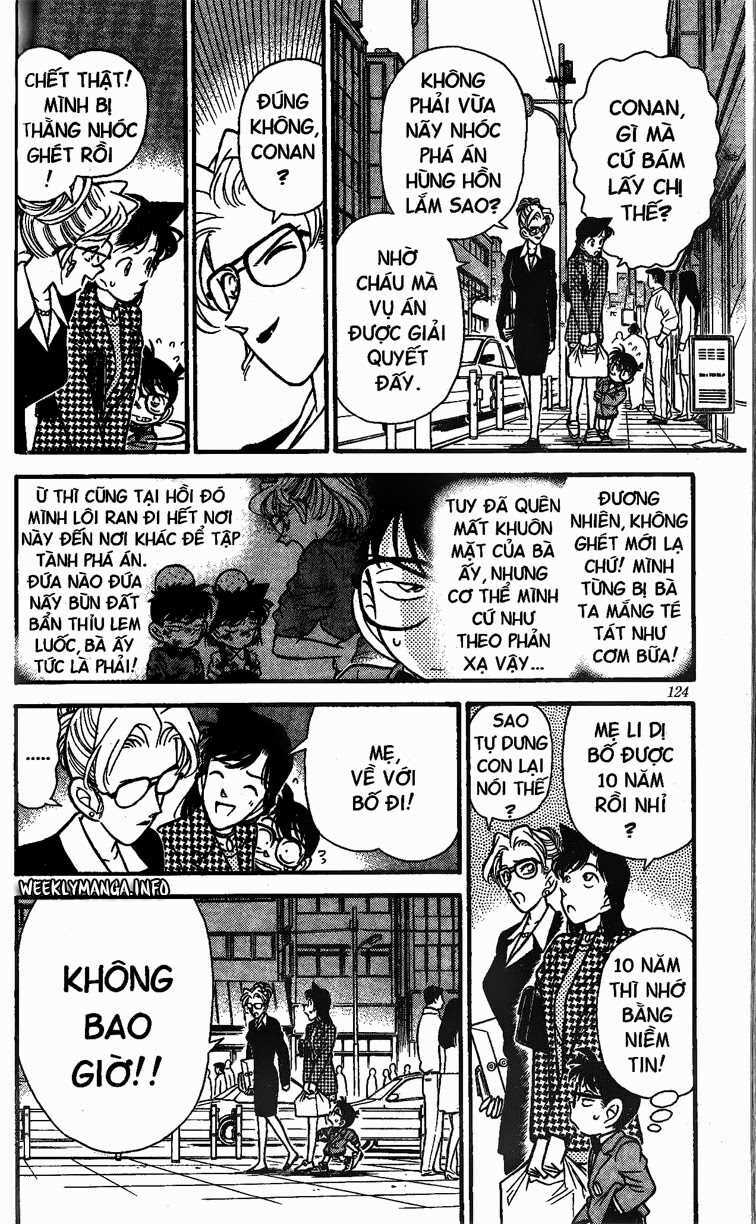 CONAN,
GÌ MÀ
CỨ BÁM
LẤY CHỊ
THẾ?
KHÔNG
PHẢI VỪA
NÃY NHÓC
PHÁ ÁN
HÙNG HỒN
LẮM SAO?
NHỜ
CHÁU MÀ
VỤ ÁN
ĐƯỢC GIẢI
QUYẾT
ĐẤY.
ĐÚNG
KHÔNG,
CONAN
?
CHẾT THẬT!
MÌNH BỊ
THẰNG NHÓC
GHÉT RỒI
!
ĐƯƠNG
NHIÊN, KHÔNG
GHÉT MỚI LẠ
CHỨ! MÌNH
TỪNG BỊ BÀ
TA MẮNG TÉ
TÁT NHƯ
CƠM BỮA!
TUY ĐÃ QUÊN
MẤT KHUÔN
MẶT CỦA BÀ
ẤY, NHƯNG
CƠ THỂ MÌNH
CỨ NHƯ
THEO PHẢN
XẠ VẬY...
Ừ THÌ CŨNG TẠI HỒI ĐÓ
MÌNH LÔI RAN ĐI HẾT NƠI
NÀY ĐẾN NƠI KHÁC ĐỂ TẬP
TÀNH PHÁ ÁN.
ĐỨA NÀO ĐỨA
NẤY BÙN ĐẤT
BẨN THỈU LEM
LUỐC, BÀ ẤY
TỨC LÀ PHẢI!
124
MẸ LI DỊ
BỐ ĐƯỢC
10 NĂM
RỒI NHỈ
?
SAO
TỰ DƯNG
CON LẠI
NÓI THẾ
?
10 NĂM
THÌ NHỚ
BẰNG
NIỀM
TIN!
MẸ,
VỀ VỚI
BỐ ĐI!
......
WEEKLYMANGA.INFO
KHÔNG
BAO
GIỜ!!